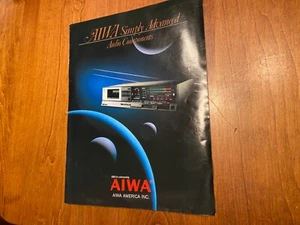 AIWA Simply Advanced
Audio Components
AIWA
AIWA AMERICA INC.